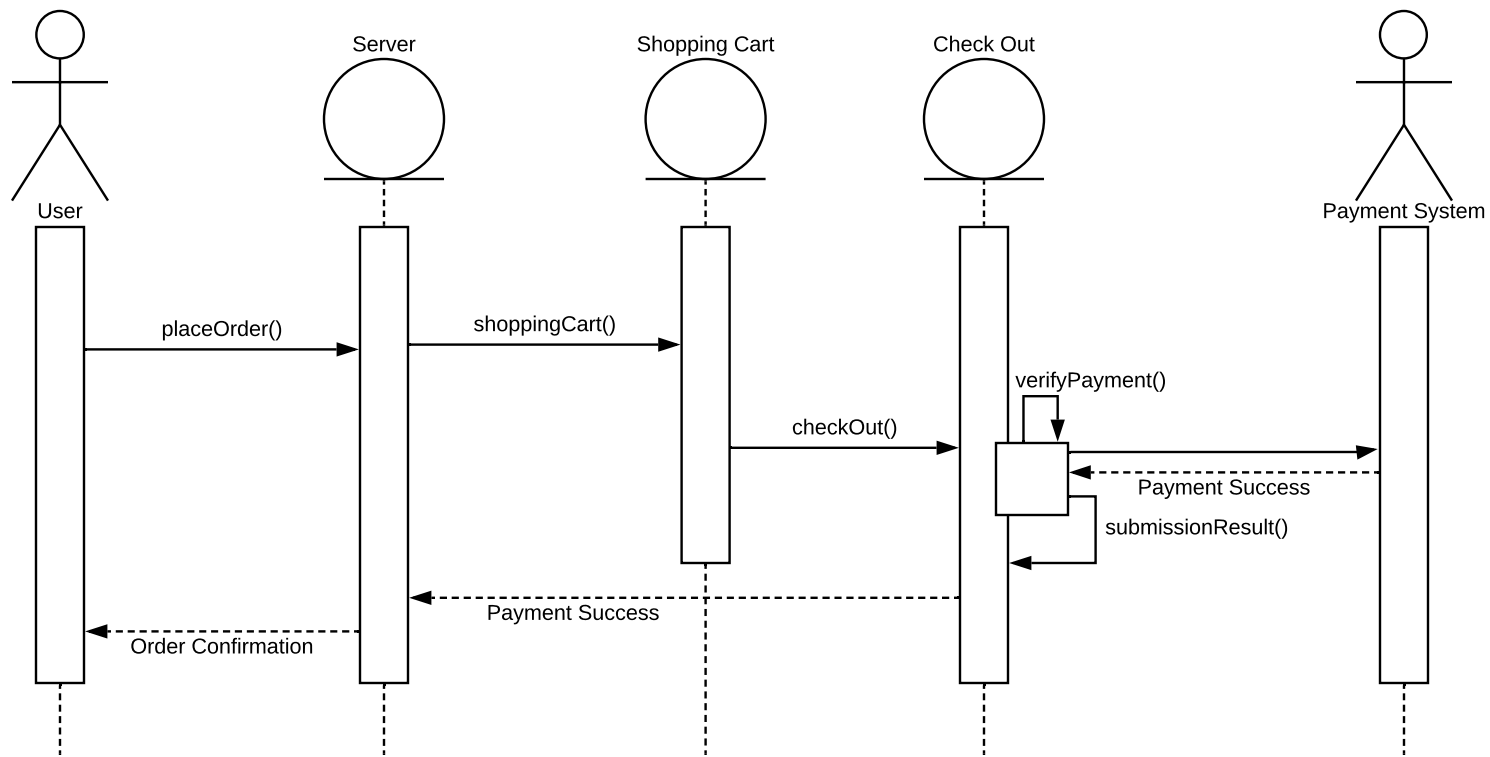 Server
Shopping Cart
Check Out
User
Payment System
placeOrder()
shoppingCart()
verifyPayment()
checkOut()
Payment Success
submissionResult()
Payment Success
Order Confirmation